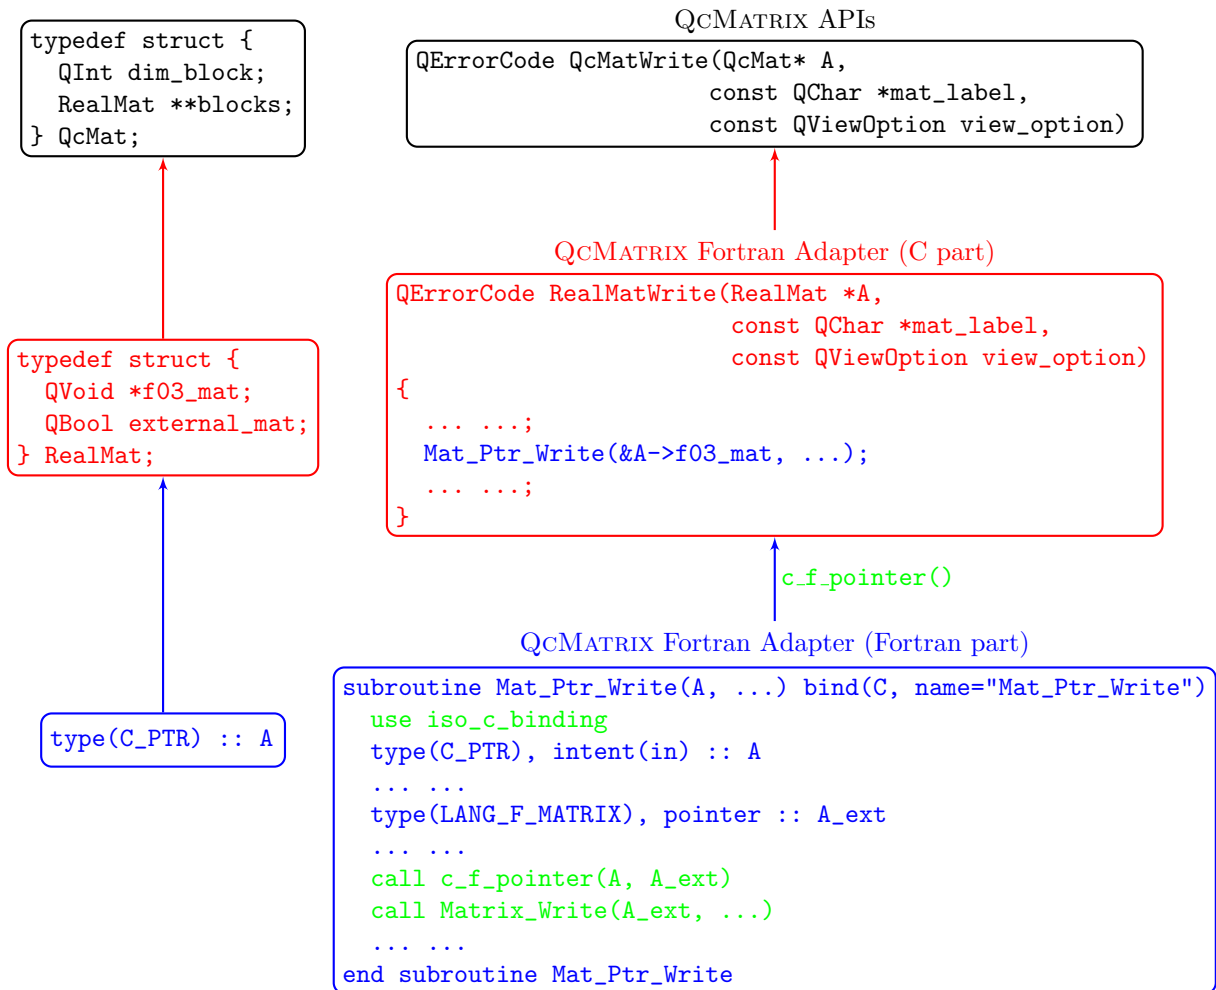 typedef struct {
  QInt dim_block;
  RealMat **blocks;
} QcMat;
QcMatrix APIs
QErrorCode QcMatWrite(QcMat* A,
                      const QChar *mat_label,
                      const QViewOption view_option)
typedef struct {
  QVoid *f03_mat;
  QBool external_mat;
} RealMat;
QcMatrix Fortran Adapter (C part)
QErrorCode RealMatWrite(RealMat *A,
                        const QChar *mat_label,
                        const QViewOption view_option)
{
  ... ...;
  Mat_Ptr_Write(&A->f03_mat, ...);
  ... ...;
}
c_f_pointer()
type(C_PTR) :: A
QcMatrix Fortran Adapter (Fortran part)
subroutine Mat_Ptr_Write(A, ...) bind(C, name="Mat_Ptr_Write")
  use iso_c_binding
  type(C_PTR), intent(in) :: A
  ... ...
  type(LANG_F_MATRIX), pointer :: A_ext
  ... ...
  call c_f_pointer(A, A_ext)
  call Matrix_Write(A_ext, ...)
  ... ...
end subroutine Mat_Ptr_Write